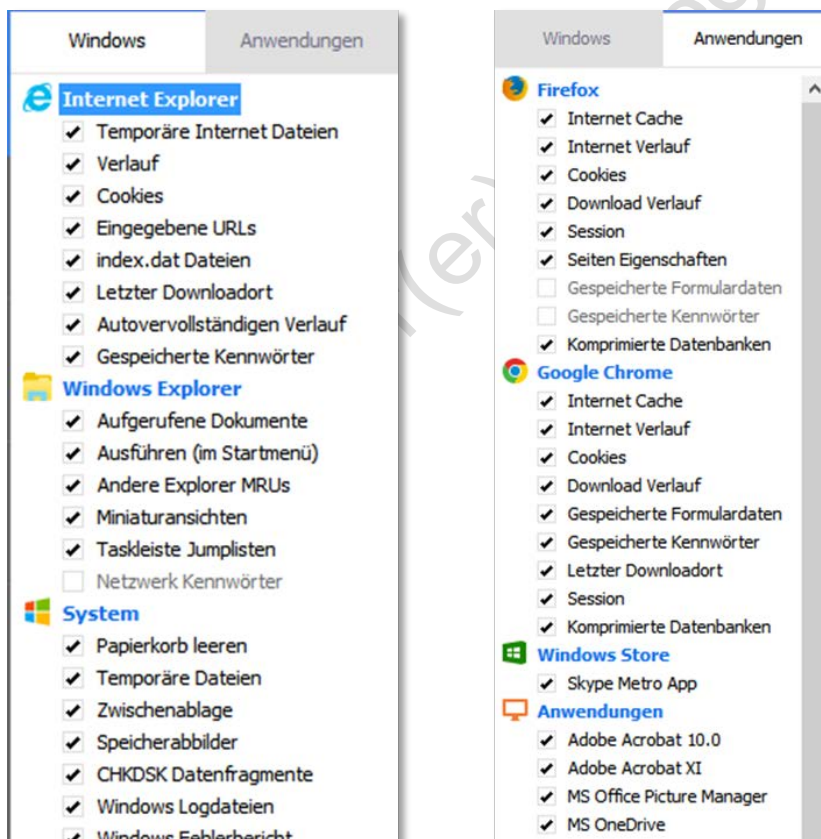 Windows
Anwendungen
Internet Explorer
Temporäre Internet Dateien
Verlauf
Cookies
Eingegebene URLs
index.dat Dateien
Letzter Downloadort
Autovervollständigen Verlauf
Gespeicherte Kennwörter
Windows Explorer
Aufgerufene Dokumente
Ausführen (im Startmenü)
Andere Explorer MRUs
Miniaturansichten
Taskleiste Jumplisten
Netzwerk Kennwörter
System
Papierkorb leeren
Temporäre Dateien
Zwischenablage
Speicherabbilder
CHKDSK Datenfragmente
Windows Logdateien
Windows Fehlerbericht
Windows
Anwendungen
Firefox
Internet Cache
Internet Verlauf
Cookies
Download Verlauf
Session
Seiten Eigenschaften
Gespeicherte Formulardaten
Gespeicherte Kennwörter
Komprimierte Datenbanken
Google Chrome
Internet Cache
Internet Verlauf
Cookies
Download Verlauf
Gespeicherte Formulardaten
Gespeicherte Kennwörter
Letzter Downloadort
Session
Komprimierte Datenbanken
Windows Store
Skype Metro App
Anwendungen
Adobe Acrobat 10.0
Adobe Acrobat XI
MS Office Picture Manager
MS OneDrive